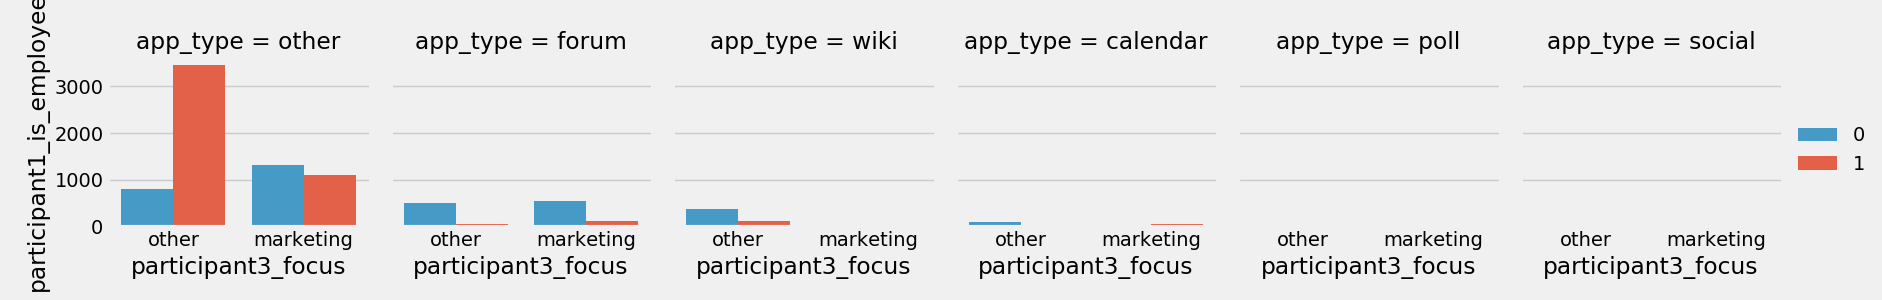 participant1_is_employee
app_type = other
app_type = forum
app_type = wiki
app_type = calendar
app_type = poll
app_type = social
3000
2000
1000
0
other marketing
other marketing
other marketing
other marketing
other marketing
other marketing
participant3_focus
participant3_focus
participant3_focus
participant3_focus
participant3_focus
participant3_focus
0
1